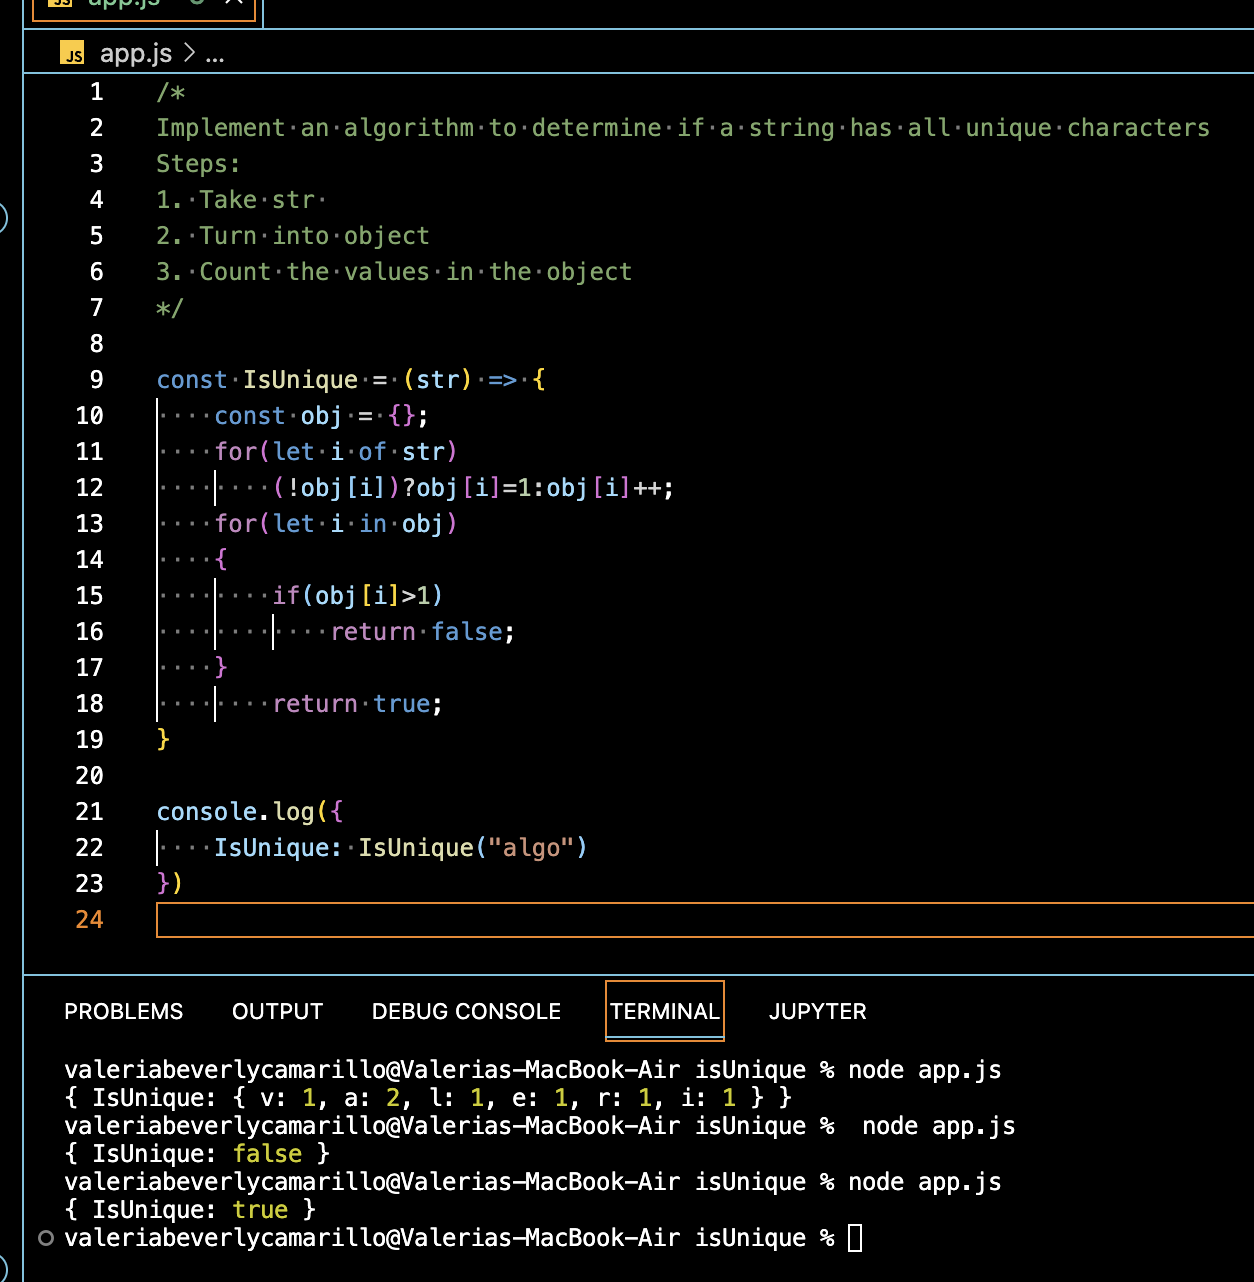 JS app.js
JS app.js > ...
1 /*
2 Implement an algorithm to determine if a string has all unique characters
3 Steps:
4 1. Take str
5 2. Turn into object
6 3. Count the values in the object
7 */
8
9 const IsUnique = (str) => {
10     const obj = {};
11     for(let i of str)
12         (!obj[i])?obj[i]=1:obj[i]++;
13     for(let i in obj)
14     {
15         if(obj[i]>1)
16             return false;
17     }
18         return true;
19 }
20
21 console.log({
22     IsUnique: IsUnique("algo")
23 })
24
PROBLEMS OUTPUT DEBUG CONSOLE TERMINAL JUPYTER
valeriabeverlycamarillo@Valerias-MacBook-Air isUnique % node app.js
{ IsUnique: { v: 1, a: 2, l: 1, e: 1, r: 1, i: 1 } }
valeriabeverlycamarillo@Valerias-MacBook-Air isUnique %  node app.js
{ IsUnique: false }
valeriabeverlycamarillo@Valerias-MacBook-Air isUnique % node app.js
{ IsUnique: true }
valeriabeverlycamarillo@Valerias-MacBook-Air isUnique %